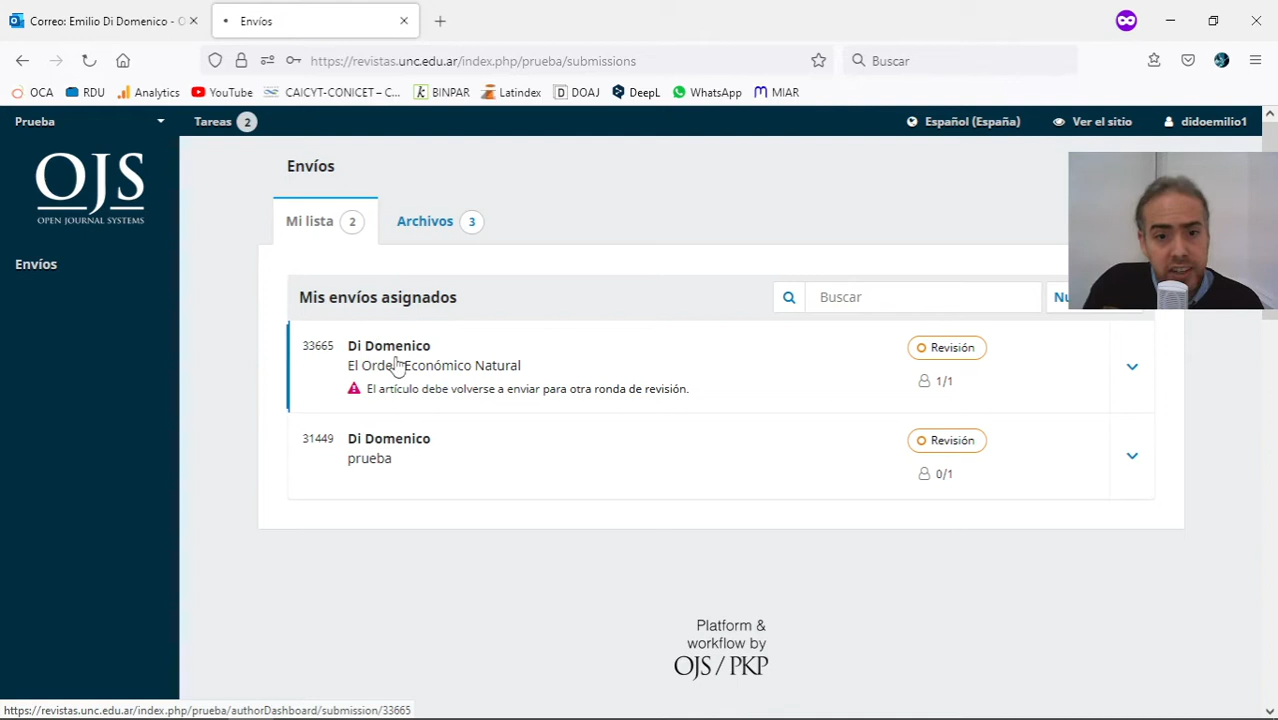 Correo: Emilio Di Domenico - O
Envíos
https://revistas.unc.edu.ar/index.php/prueba/submissions
Buscar
OCA
RDU
Analytics
YouTube
CAICYT-CONICET – C...
BINPAR
Latindex
DOAJ
DeepL
WhatsApp
MIAR
Prueba
Tareas 2
Español (España)
Ver el sitio
didoemilio1
OJS
OPEN JOURNAL SYSTEMS
Envíos
Envíos
Mi lista 2
Archivos 3
Mis envíos asignados
Buscar
33665
Di Domenico
El Orden Económico Natural
El artículo debe volverse a enviar para otra ronda de revisión.
Revisión
1/1
31449
Di Domenico
prueba
Revisión
0/1
Platform &
workflow by
OJS / PKP
https://revistas.unc.edu.ar/index.php/prueba/authorDashboard/submission/33665